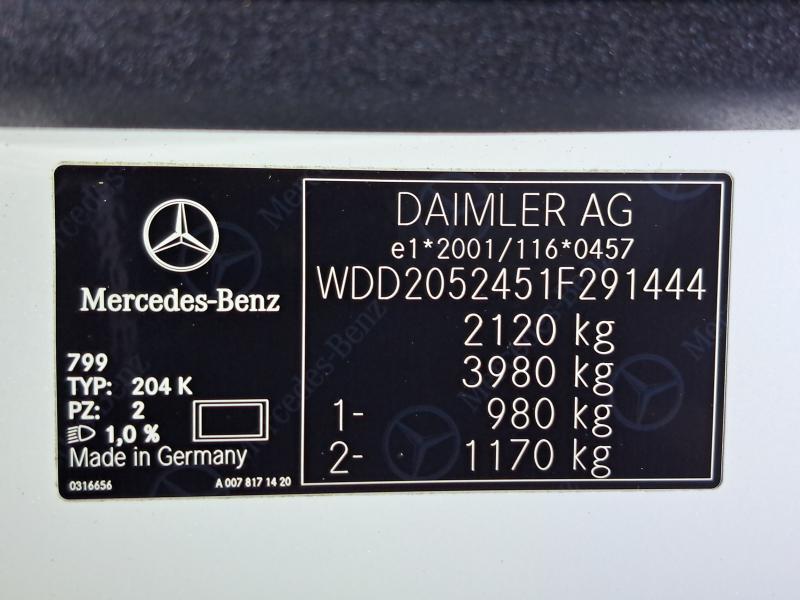 Mercedes-Benz
799
TYP: 204 K
PZ: 2
1,0 %
Made in Germany
0316656
A 007 817 14 20
DAIMLER AG
e1*2001/116*0457
WDD2052451F291444
2120 kg
3980 kg
1- 980 kg
2- 1170 kg